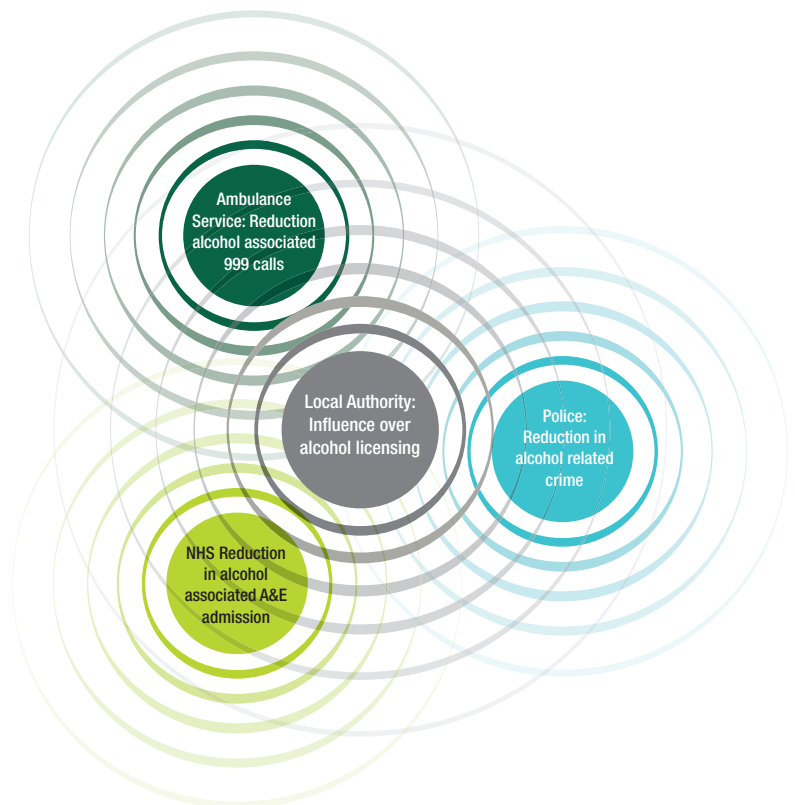 Ambulance
Service: Reduction
alcohol associated
999 calls
Local Authority:
Influence over
alcohol licensing
Police:
Reduction in
alcohol related
crime
NHS Reduction
in alcohol
associated A&E
admission